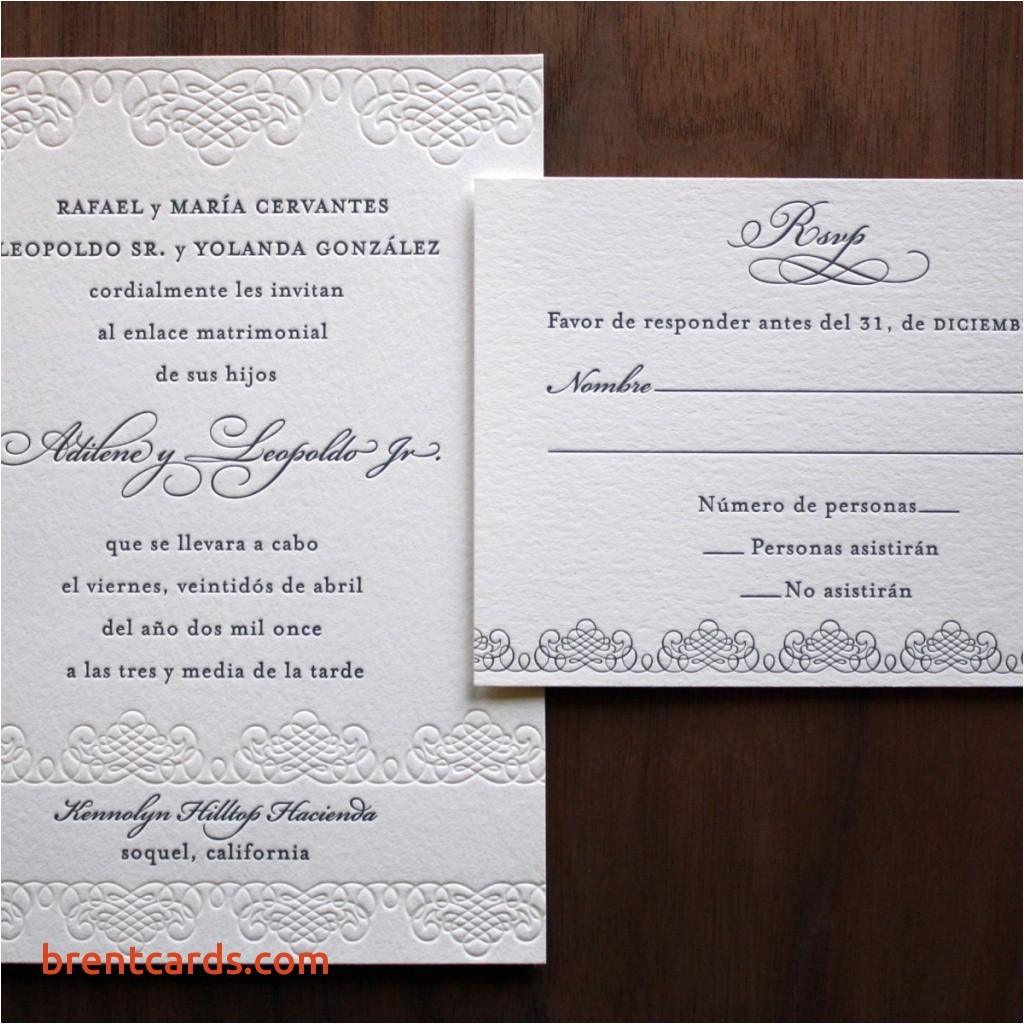 RAFAEL y MARÍA CERVANTES
LEOPOLDO SR. y YOLANDA GONZÁLEZ
cordialmente les invitan
al enlace matrimonial
de sus hijos
Adilene y Leopoldo Jr.
que se llevara a cabo
el viernes, veintidós de abril
del año dos mil once
a las tres y media de la tarde
Kennolyn Hilltop Hacienda
soquel, california
Rsvp
Favor de responder antes del 31, de DICIEMB
Nombre
Número de personas
Personas asistirán
No asistirán
brentcards.com